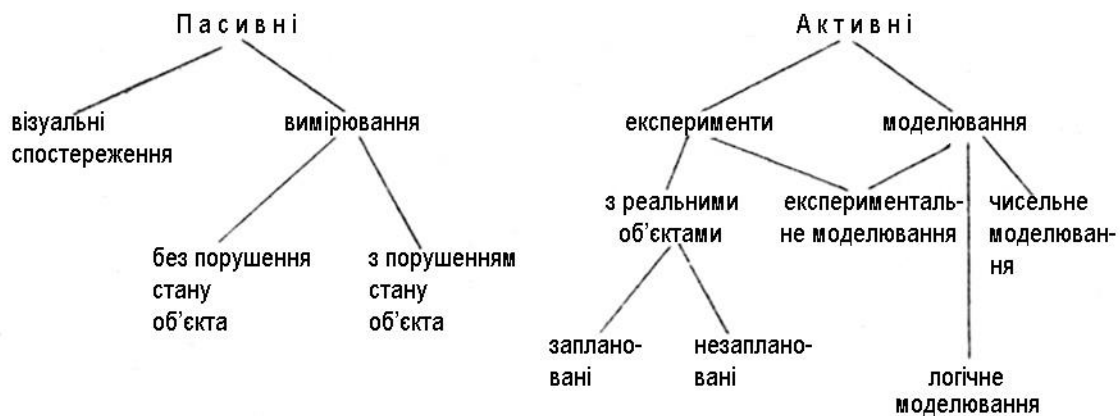 Пасивні
візуальні
спостереження
вимірювання
без порушення
стану
об’єкта
з порушенням
стану
об’єкта
Активні
експерименти
моделювання
з реальними
об’єктами
експерименталь-
не моделювання
чисельне
моделюван-
ня
заплано-
вані
незаплано-
вані
логічне
моделювання